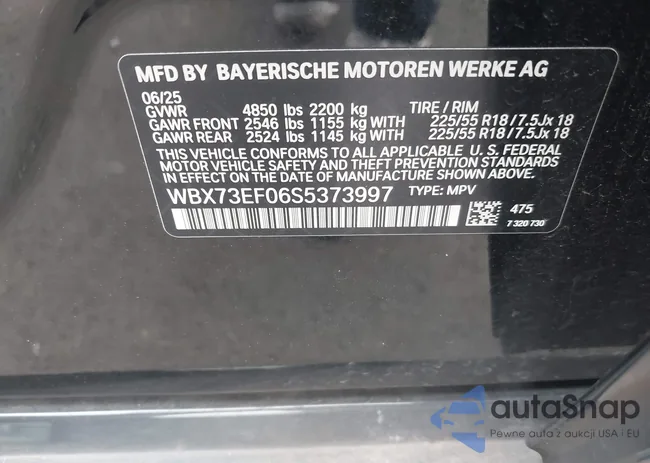 MFD BY BAYERISCHE MOTOREN WERKE AG
06/25
GVWR 4850 lbs 2200 kg TIRE / RIM
GAWR FRONT 2546 lbs 1155 kg WITH 225/55 R18 / 7.5Jx 18
GAWR REAR 2524 lbs 1145 kg WITH 225/55 R18 / 7.5Jx 18
THIS VEHICLE CONFORMS TO ALL APPLICABLE U. S. FEDERAL
MOTOR VEHICLE SAFETY AND THEFT PREVENTION STANDARDS
IN EFFECT ON THE DATE OF MANUFACTURE SHOWN ABOVE.
WBX73EF06S5373997 TYPE: MPV
475
7 320 730
autaSnap
Pewne auta z aukcji USA i EU